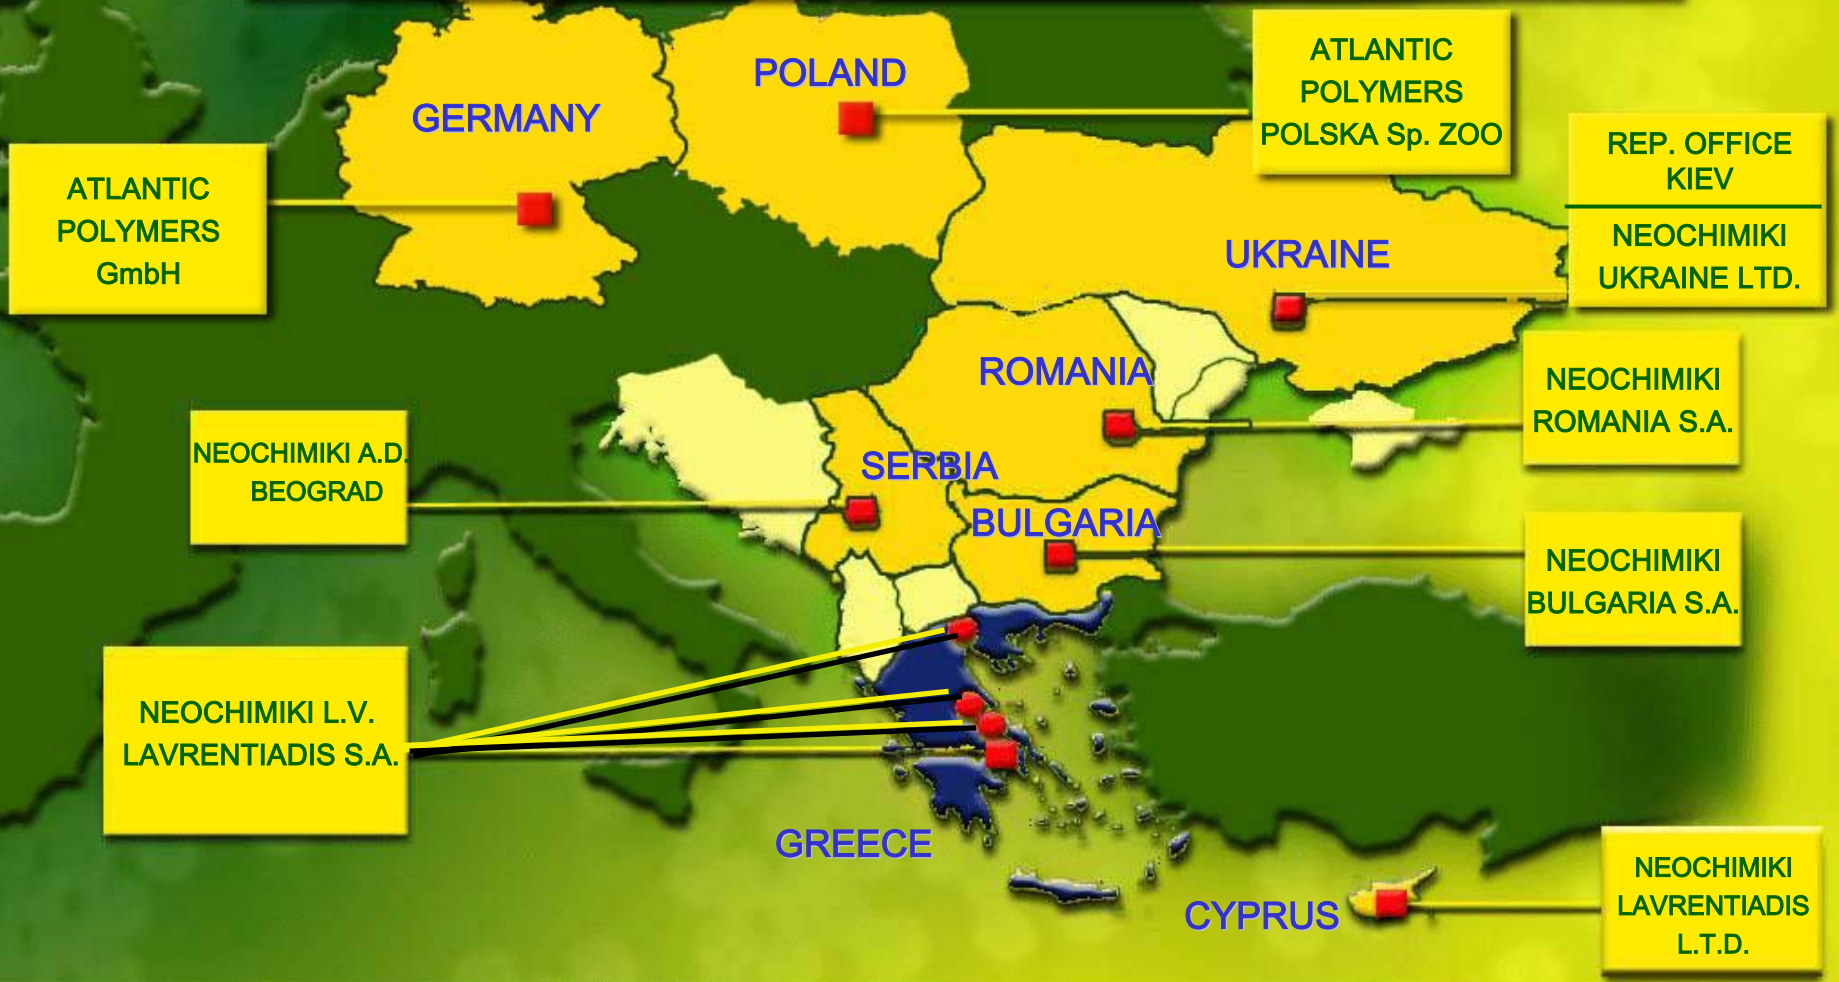 POLAND
GERMANY
ATLANTIC
POLYMERS
POLSKA Sp. ZOO
REP. OFFICE
KIEV
NEOCHIMIKI
UKRAINE LTD.
ATLANTIC
POLYMERS
GmbH
UKRAINE
ROMANIA
NEOCHIMIKI
ROMANIA S.A.
NEOCHIMIKI A.D.
BEOGRAD
SERBIA
BULGARIA
NEOCHIMIKI
BULGARIA S.A.
NEOCHIMIKI L.V.
LAVRENTIADIS S.A.
GREECE
CYPRUS
NEOCHIMIKI
LAVRENTIADIS
L.T.D.